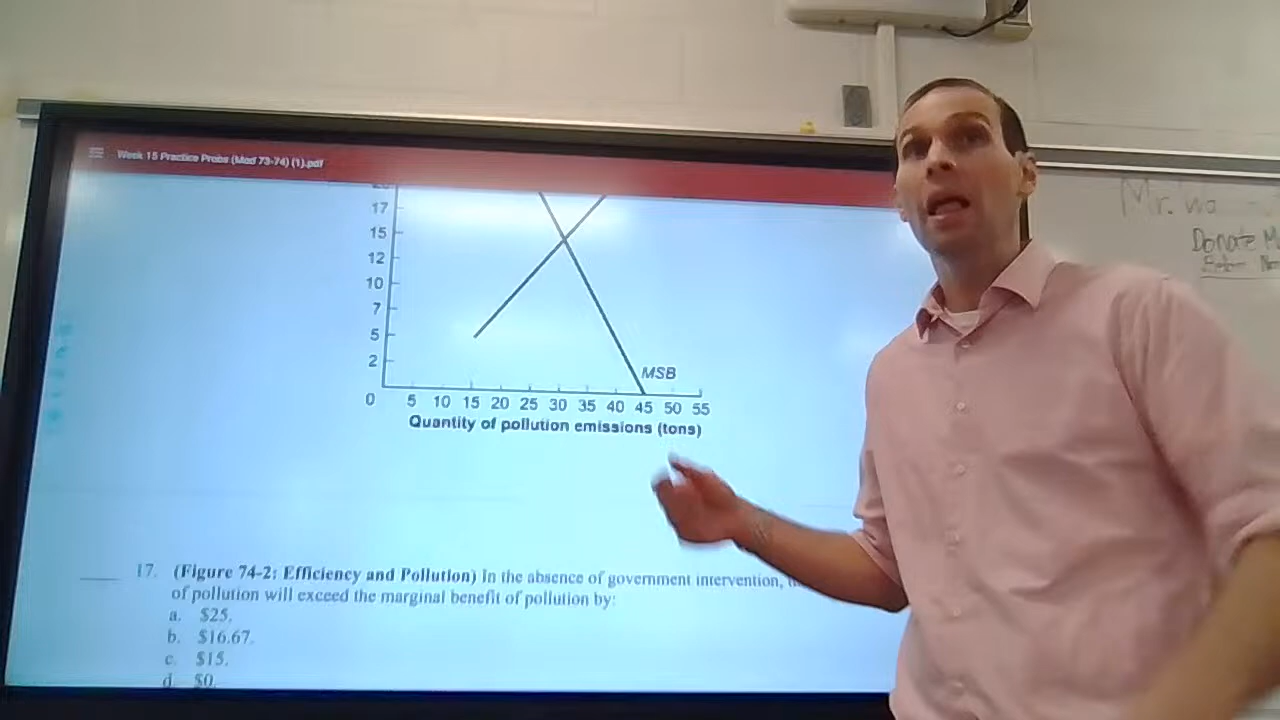 Week 15 Practice Probs (Mod 73-74) (1).pdf
Mr.
Donate
17
15
12
10
7
5
2
0 5 10 15 20 25 30 35 40 45 50 55
MSB
Quantity of pollution emissions (tons)
17. (Figure 74-2: Efficiency and Pollution) In the absence of government intervention,
of pollution will exceed the marginal benefit of pollution by:
a. $25.
b. $16.67.
c. $15.
d. $0.